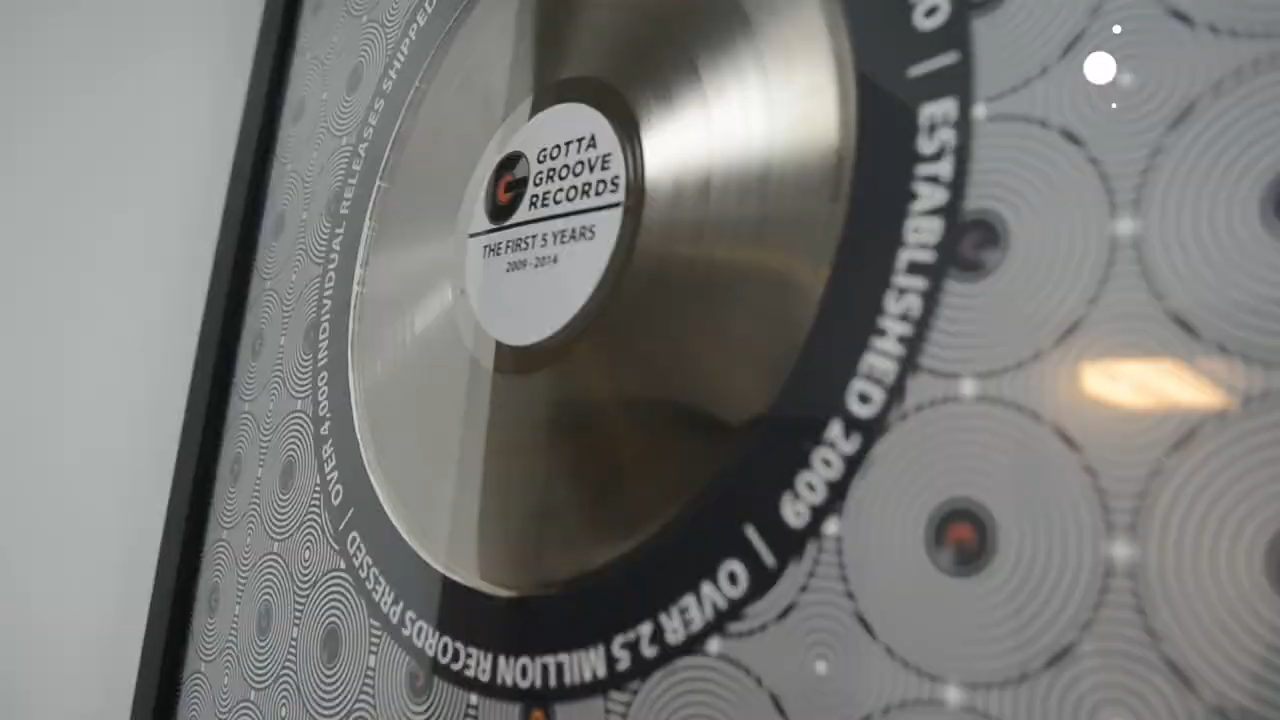 GOTTA
GROOVE
RECORDS
THE FIRST 5 YEARS
2009-2014
O | ESTABLISHED 2009 | OVER 2.5 MILLION RECORDS PRESSED | OVER 4,000 INDIVIDUAL RELEASES SHIPPED